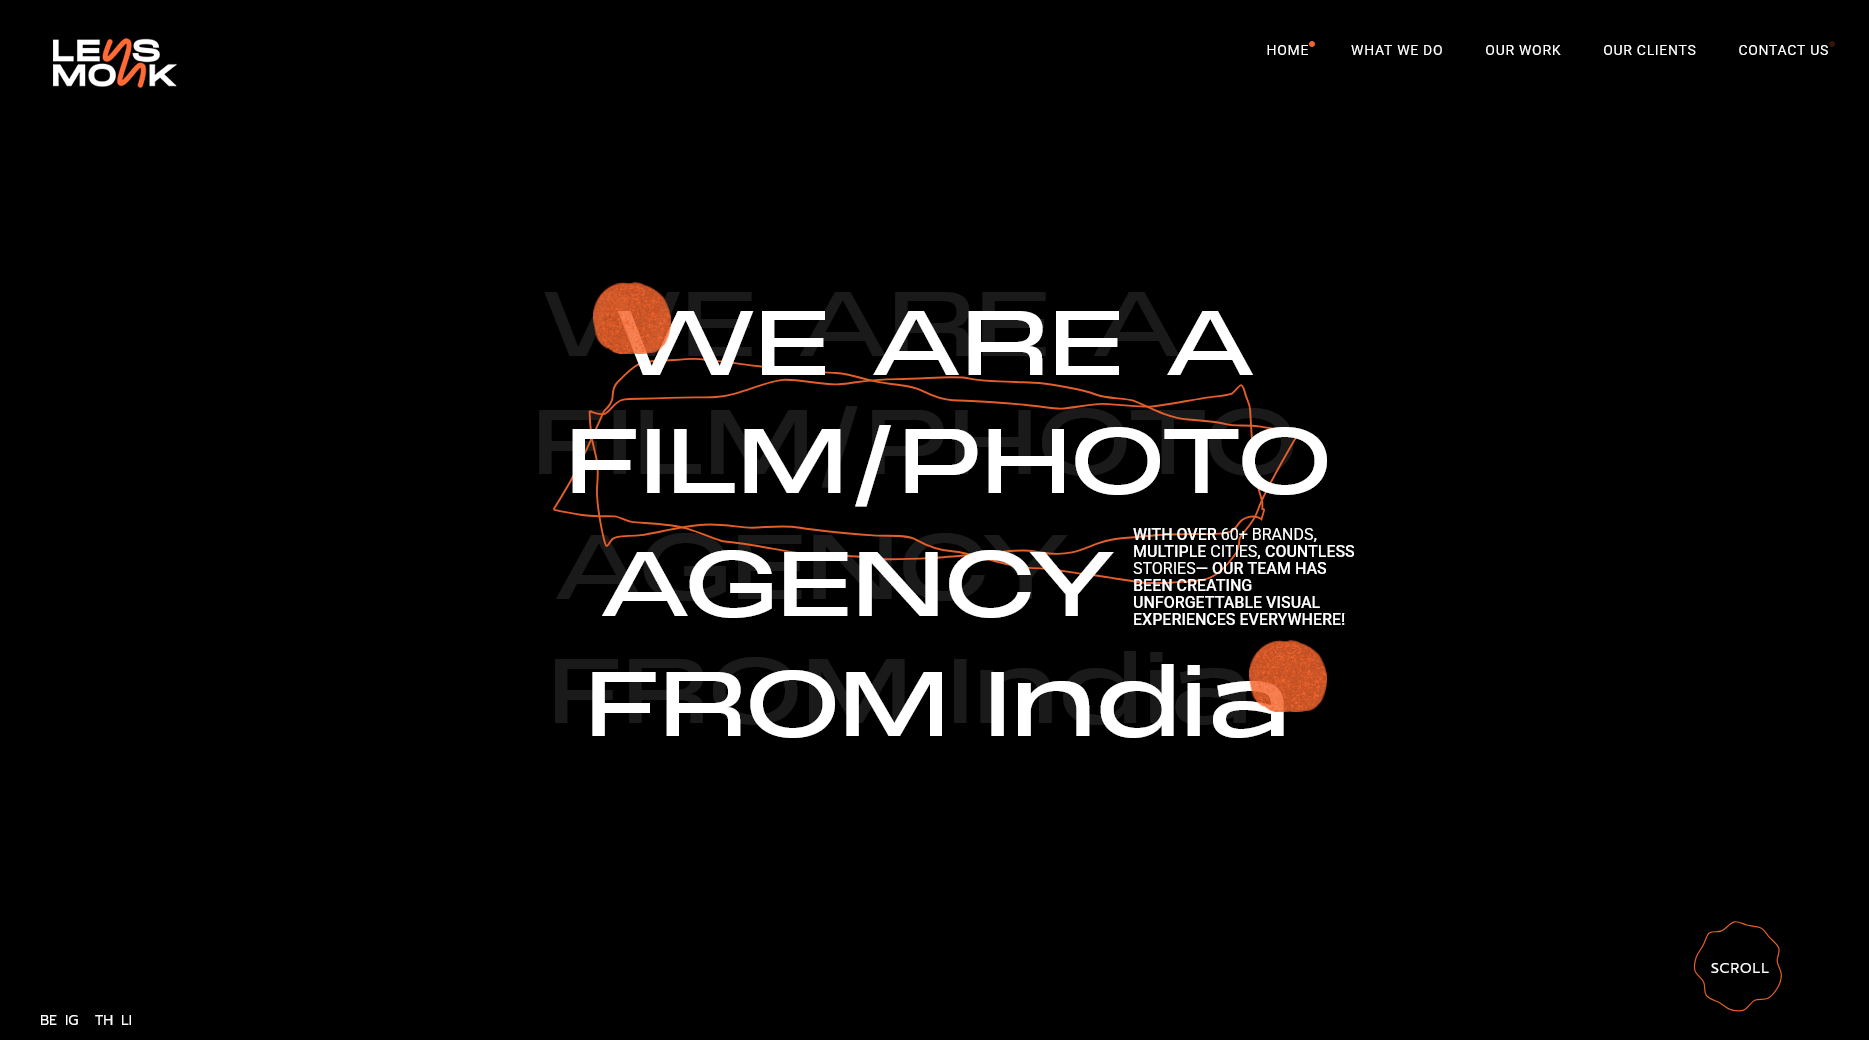 LENS
MONK
HOME
WHAT WE DO
OUR WORK
OUR CLIENTS
CONTACT US
WE ARE A
FILM/PHOTO
AGENCY
WITH OVER 60+ BRANDS,
MULTIPLE CITIES, COUNTLESS
STORIES— OUR TEAM HAS
BEEN CREATING
UNFORGETTABLE VISUAL
EXPERIENCES EVERYWHERE!
FROM India
SCROLL
BE IG TH LI